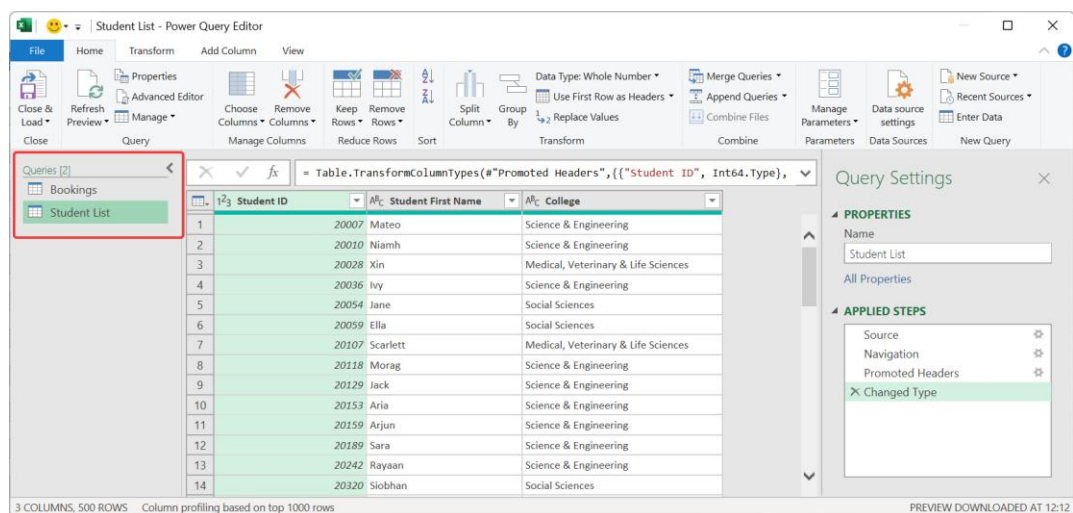 Student List - Power Query Editor
File Home Transform Add Column View
Close & Load
Close
Refresh Preview
Properties
Advanced Editor
Manage
Query
Choose Columns
Remove Columns
Manage Columns
Keep Rows
Remove Rows
Reduce Rows
Sort
Split Column
Group By
Data Type: Whole Number
Use First Row as Headers
Replace Values
Transform
Merge Queries
Append Queries
Combine Files
Combine
Manage Parameters
Parameters
Data source settings
Data Sources
New Source
Recent Sources
Enter Data
New Query
Queries [2]
Bookings
Student List
fx = Table.TransformColumnTypes(#"Promoted Headers",{{"Student ID", Int64.Type},
123 Student ID ABC Student First Name ABC College
1 20007 Mateo Science & Engineering
2 20010 Niamh Science & Engineering
3 20028 Xin Medical, Veterinary & Life Sciences
4 20036 Ivy Science & Engineering
5 20054 Jane Social Sciences
6 20059 Ella Social Sciences
7 20107 Scarlett Medical, Veterinary & Life Sciences
8 20118 Morag Science & Engineering
9 20129 Jack Science & Engineering
10 20153 Aria Science & Engineering
11 20159 Arjun Science & Engineering
12 20189 Sara Science & Engineering
13 20242 Rayaan Science & Engineering
14 20320 Siobhan Social Sciences
Query Settings
PROPERTIES
Name
Student List
All Properties
APPLIED STEPS
Source
Navigation
Promoted Headers
Changed Type
3 COLUMNS, 500 ROWS Column profiling based on top 1000 rows
PREVIEW DOWNLOADED AT 12:12